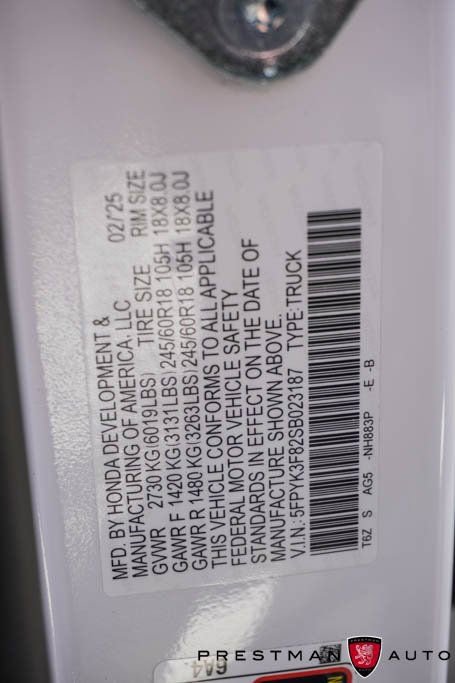 MFD. BY HONDA DEVELOPMENT &
MANUFACTURING OF AMERICA, LLC 02/'25
GVWR 2730 KG(6019LBS) TIRE SIZE RIM SIZE
GAWR F 1420 KG(3131LBS) 245/60R18 105H 18X8.0J
GAWR R 1480 KG(3263LBS) 245/60R18 105H 18X8.0J
THIS VEHICLE CONFORMS TO ALL APPLICABLE
FEDERAL MOTOR VEHICLE SAFETY
STANDARDS IN EFFECT ON THE DATE OF
MANUFACTURE SHOWN ABOVE.
V.I.N.: 5FPYK3F82SB023187 TYPE:TRUCK
T6Z S AG5 -NH883P -E -B
6A4
PRESTMAN AUTO
PRESTMAN